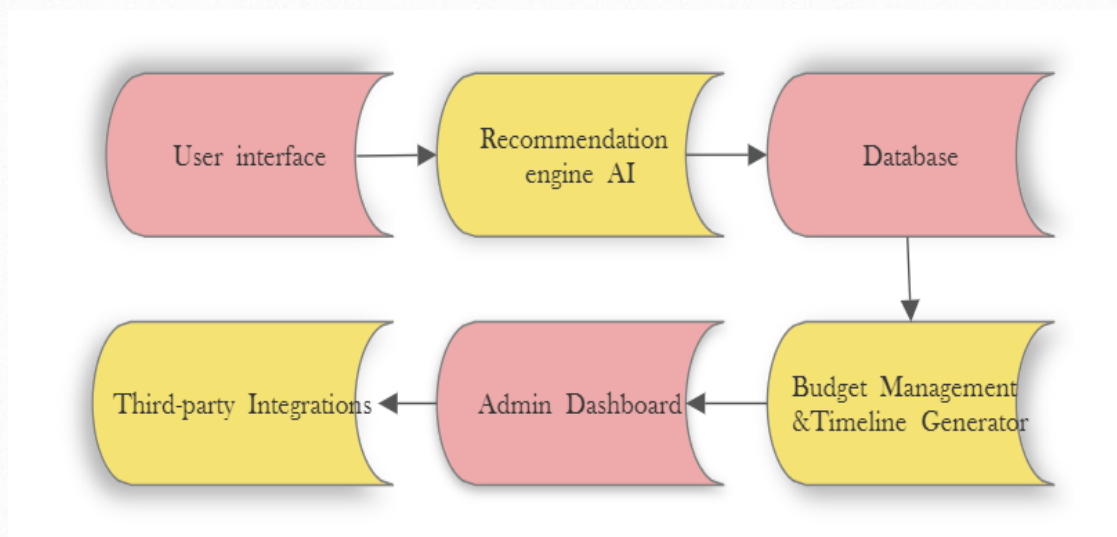 User interface
Recommendation
engine AI
Database
Third-party Integrations
Admin Dashboard
Budget Management
&Timeline Generator